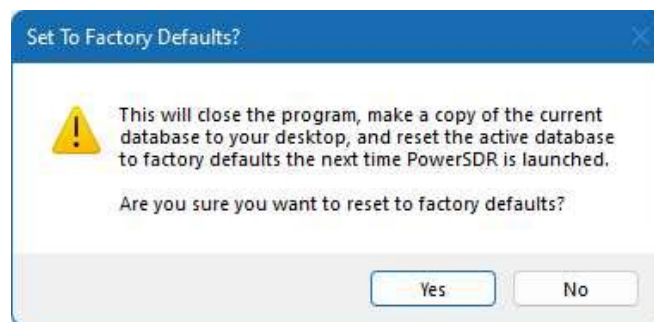 Set To Factory Defaults?
This will close the program, make a copy of the current
database to your desktop, and reset the active database
to factory defaults the next time PowerSDR is launched.
Are you sure you want to reset to factory defaults?
Yes No